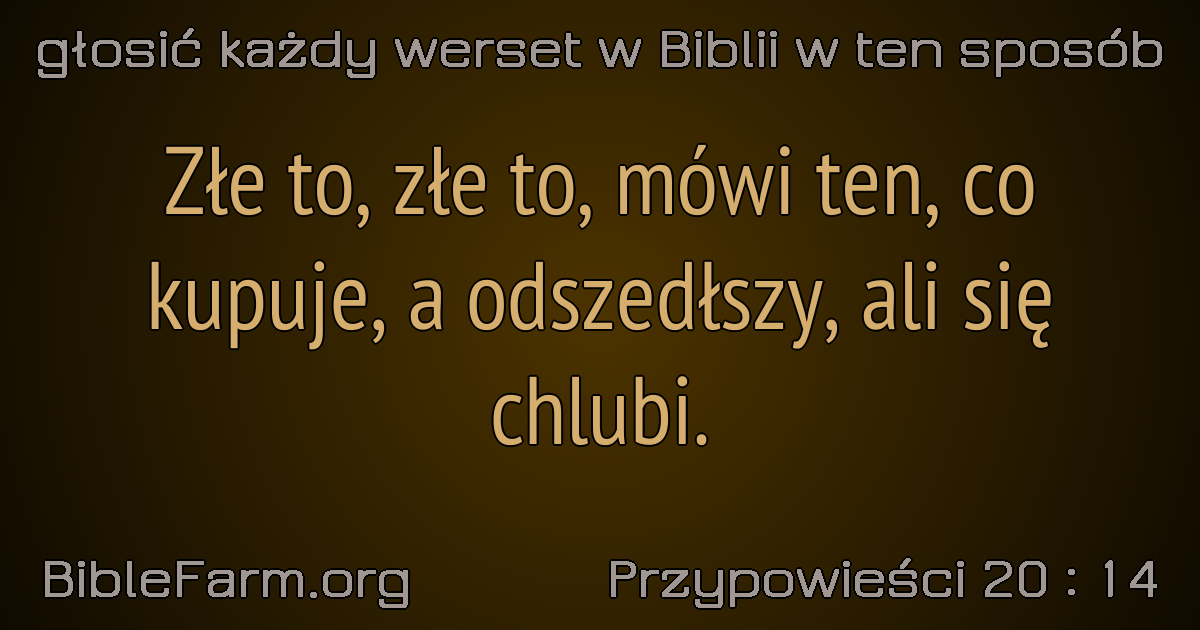 głosić każdy werset w Biblii w ten sposób
Złe to, złe to, mówi ten, co
kupuje, a odszedłszy, ali się
chlubi.
BibleFarm.org
Przypowieści 20 : 14